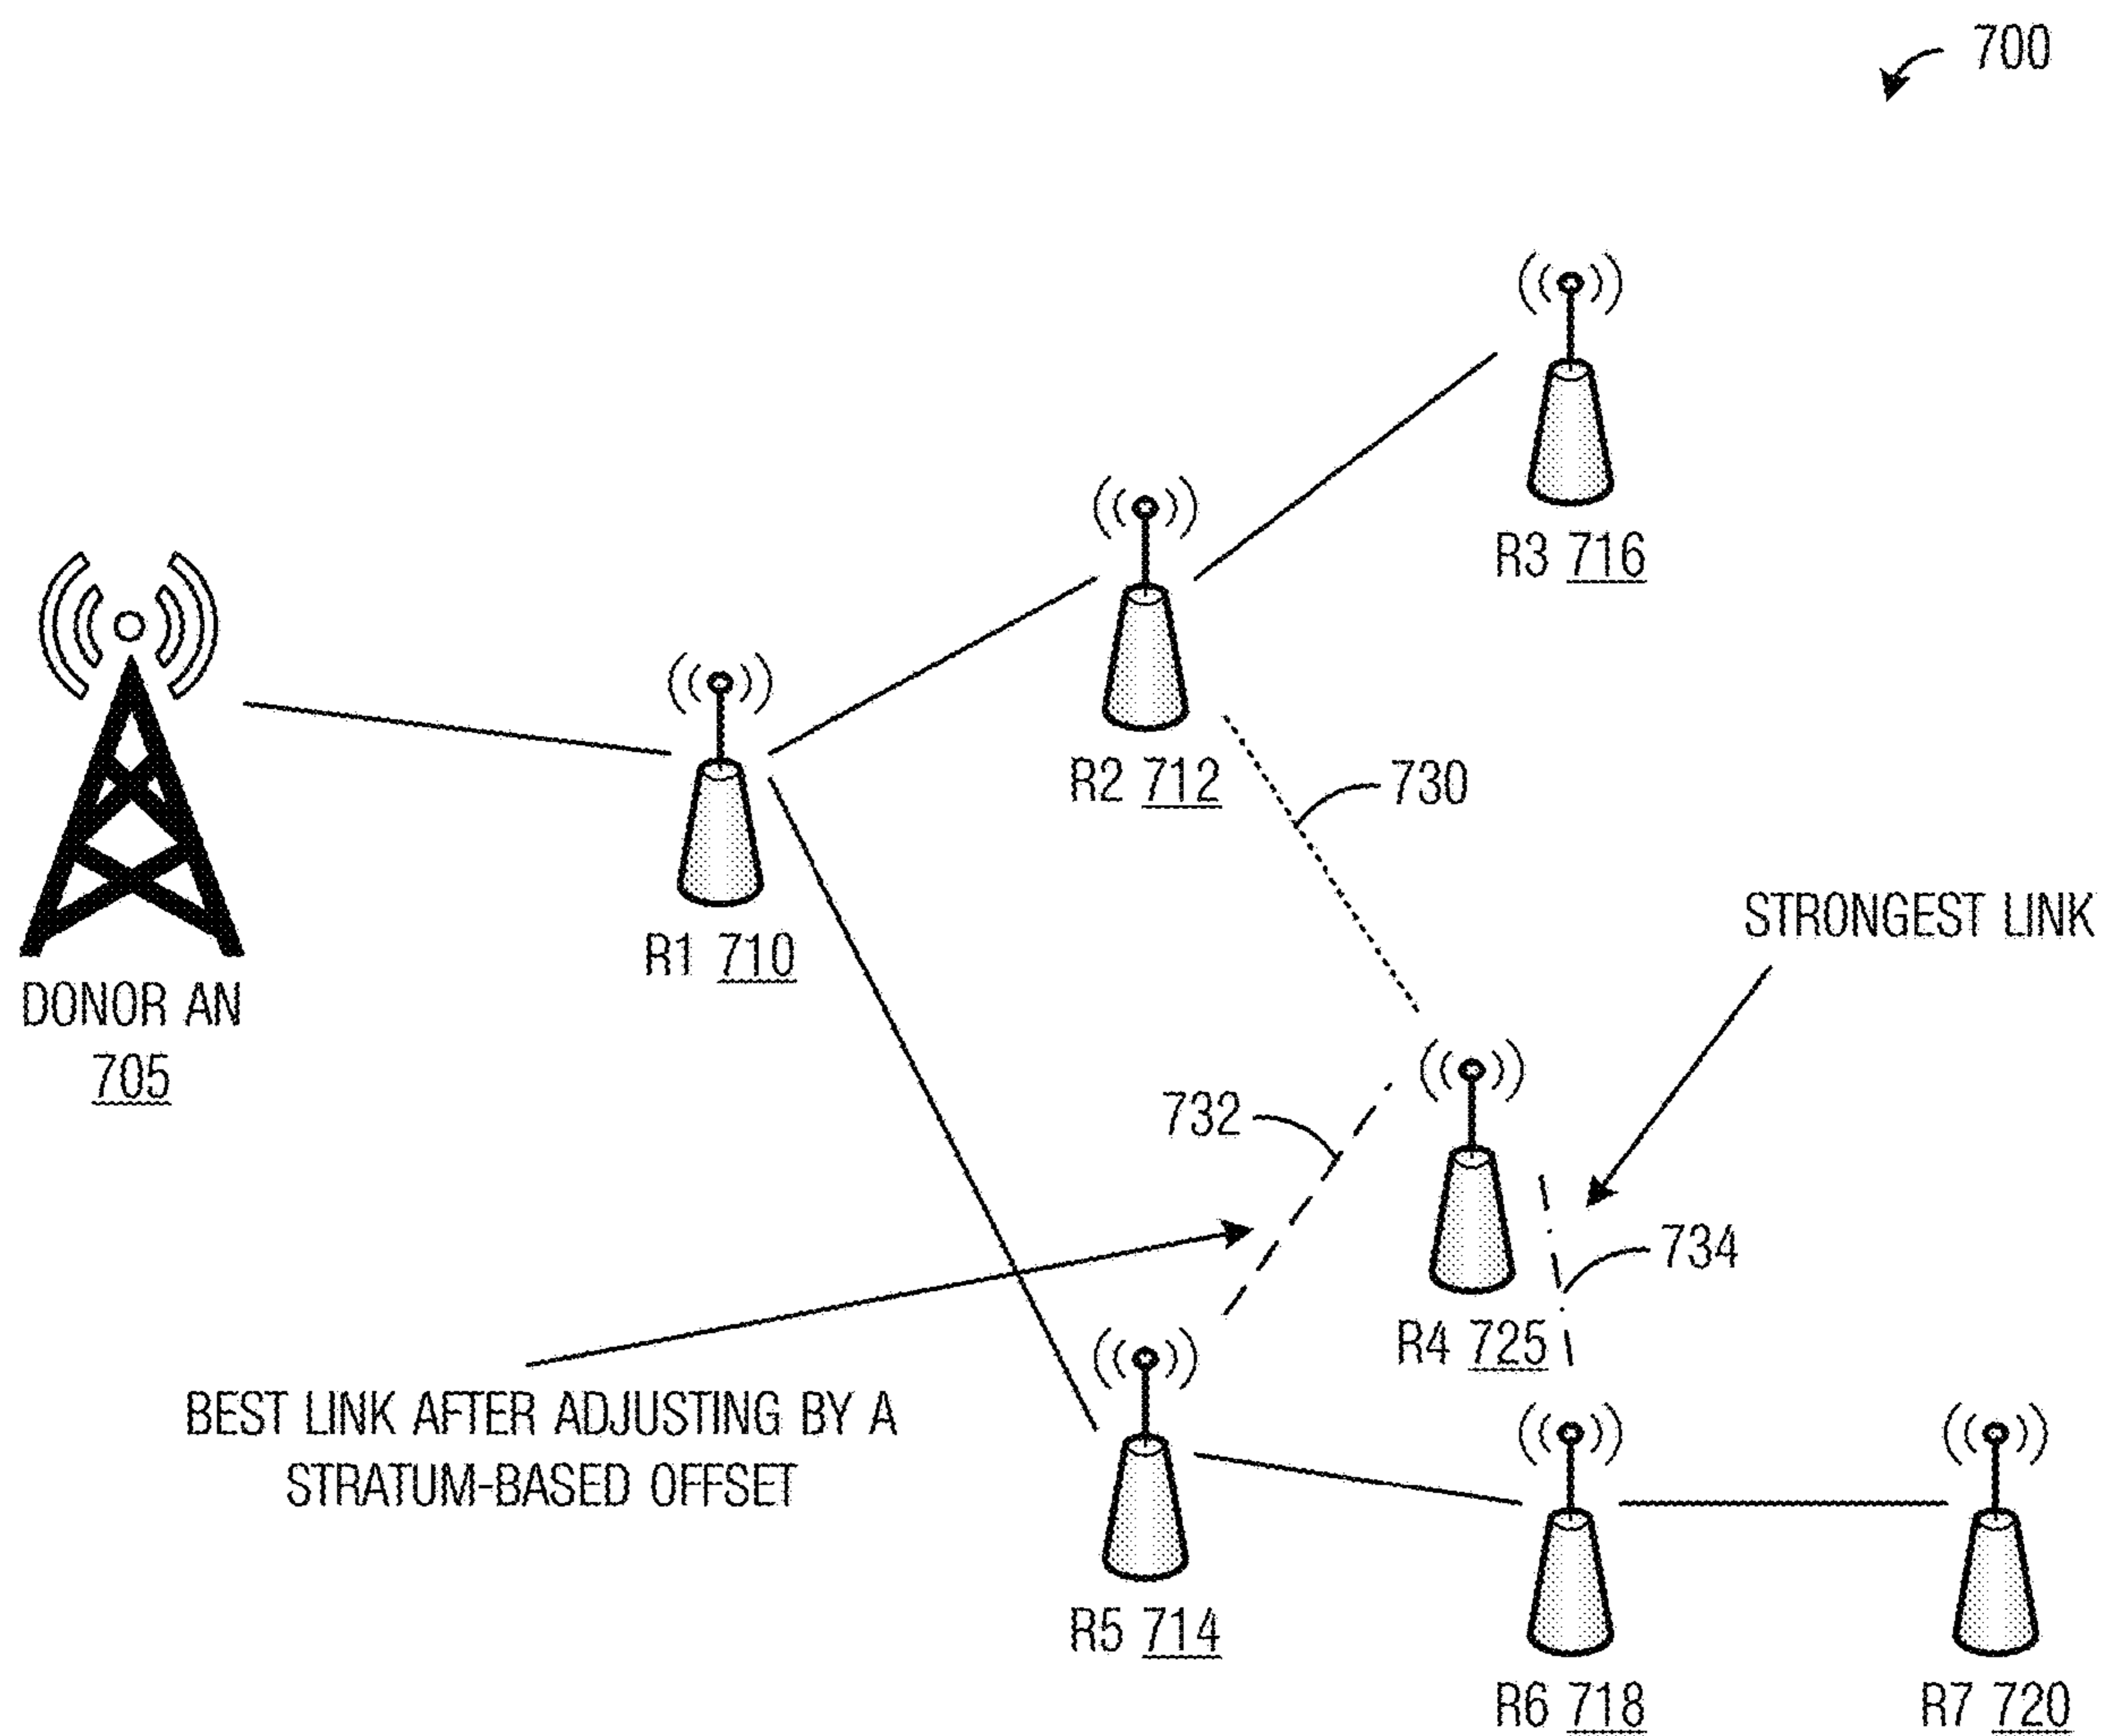 700
R3 716
R2 712
730
STRONGEST LINK
R1 710
DONOR AN
705
732
734
R4 725
BEST LINK AFTER ADJUSTING BY A
STRATUM-BASED OFFSET
R5 714
R6 718
R7 720